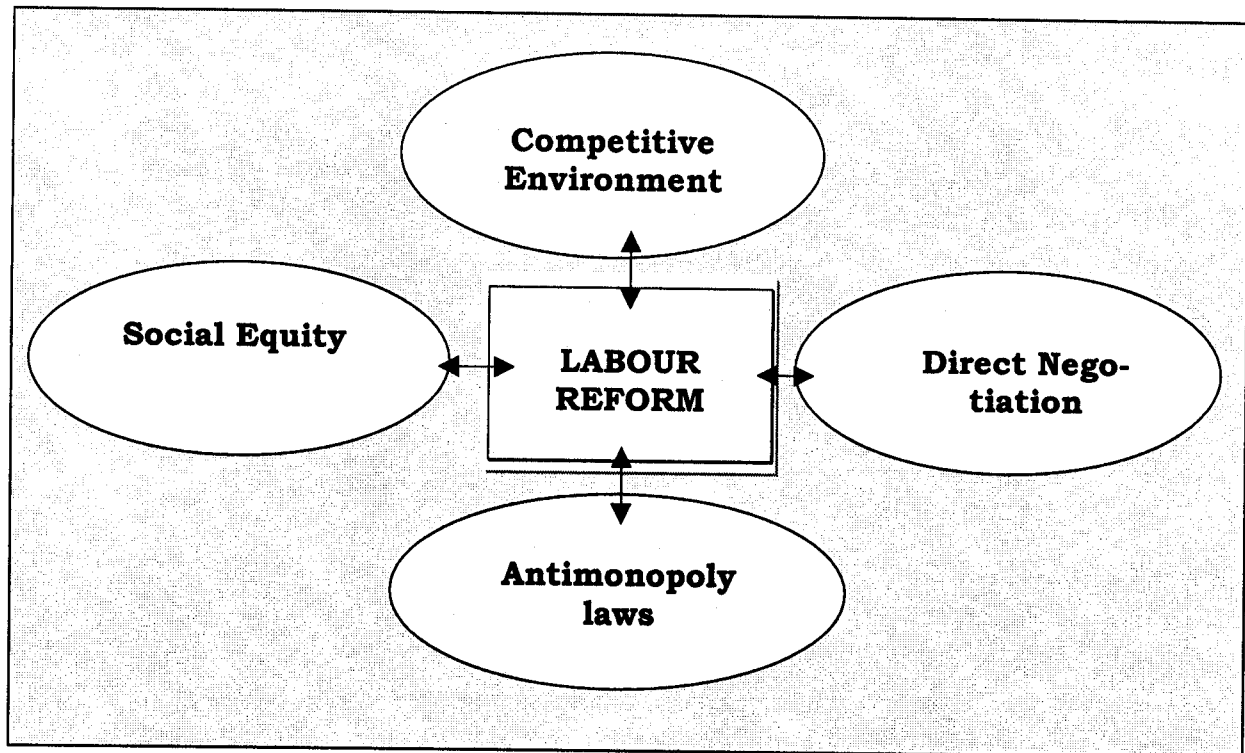 Competitive
Environment
Social Equity
LABOUR
REFORM
Direct Nego-
tiation
Antimonopoly
laws